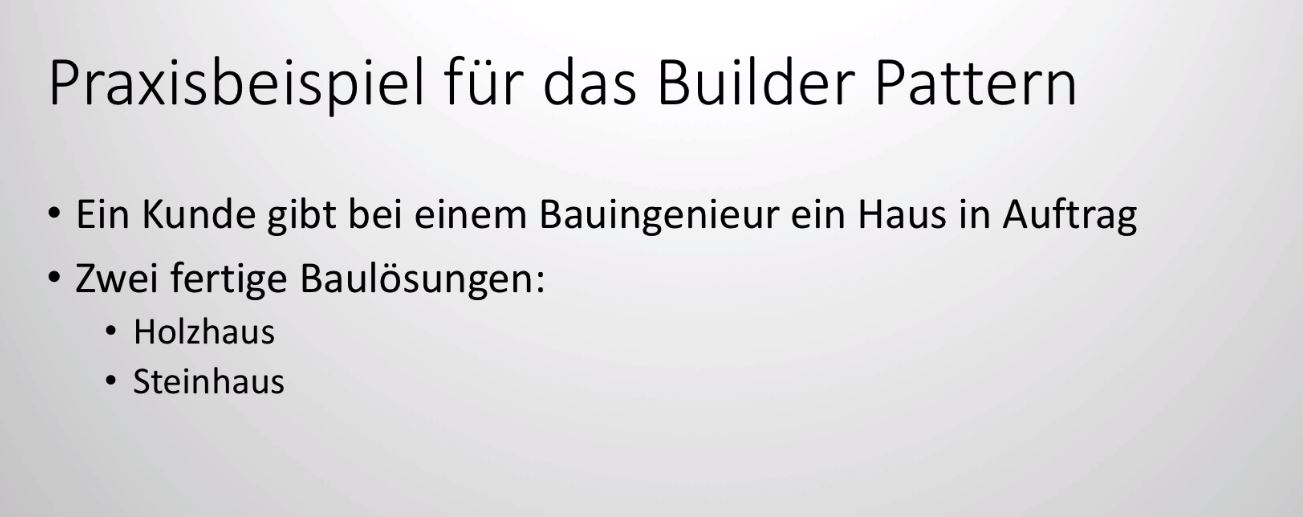 Praxisbeispiel für das Builder Pattern
• Ein Kunde gibt bei einem Bauingenieur ein Haus in Auftrag
• Zwei fertige Baulösungen:
• Holzhaus
• Steinhaus